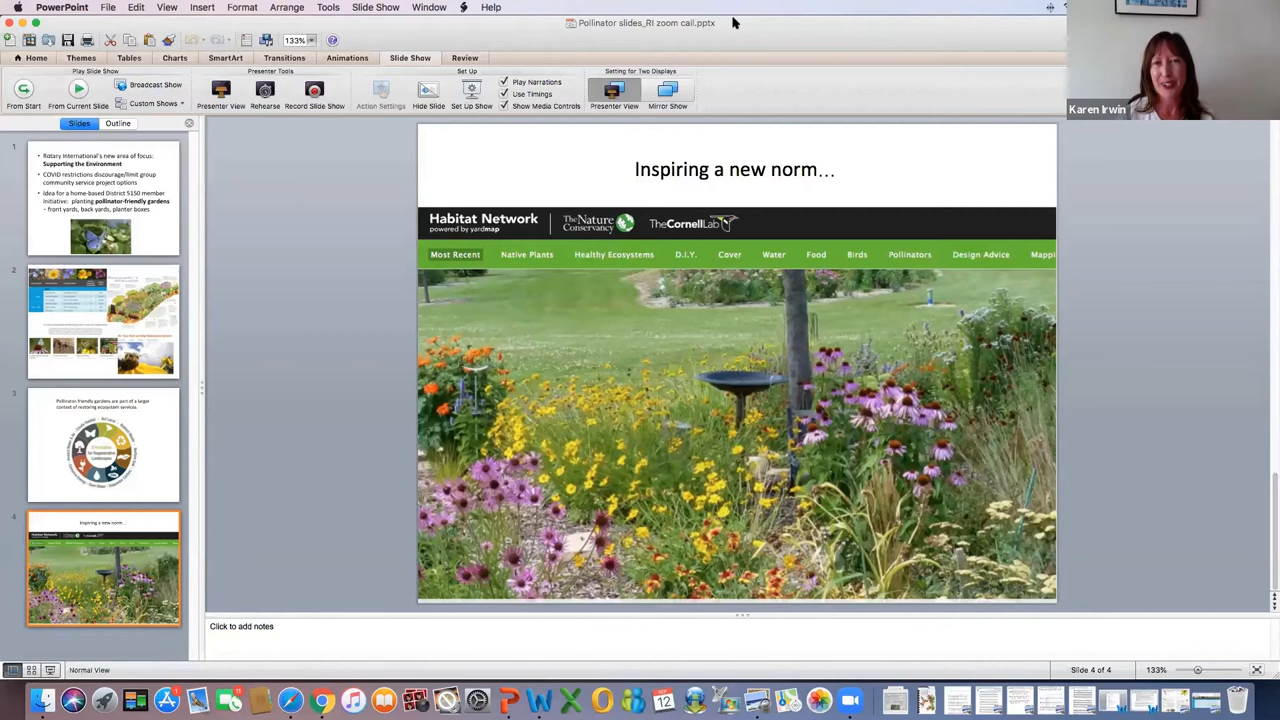 PowerPoint File Edit View Insert Format Arrange Tools Slide Show Window Help
Pollinator slides_RI zoom call.pptx
133%
Home Themes Tables Charts SmartArt Transitions Animations Slide Show Review
Play Slide Show Presenter Tools Set Up Setting for Two Displays
From Start From Current Slide Broadcast Show Custom Shows Presenter View Rehearse Record Slide Show Action Settings Hide Slide Set Up Show Play Narrations Use Timings Show Media Controls Presenter View Mirror Show
Karen Irwin
Slides Outline
1
• Rotary International's new area of focus:
Supporting the Environment
• COVID restrictions discourage/limit group
community service project options
• Idea for a home-based District 5150 member
initiative: planting pollinator-friendly gardens
– front yards, back yards, planter boxes
2
3
Pollinator friendly gardens are part of a larger
context of restoring ecosystem services.
4
Inspiring a new norm...
Inspiring a new norm...
Habitat Network
powered by yardmap
The Nature
Conservancy
TheCornellLab
Most Recent Native Plants Healthy Ecosystems D.I.Y. Cover Water Food Birds Pollinators Design Advice Mappi
Click to add notes
Normal View Slide 4 of 4 133%
SEP
12